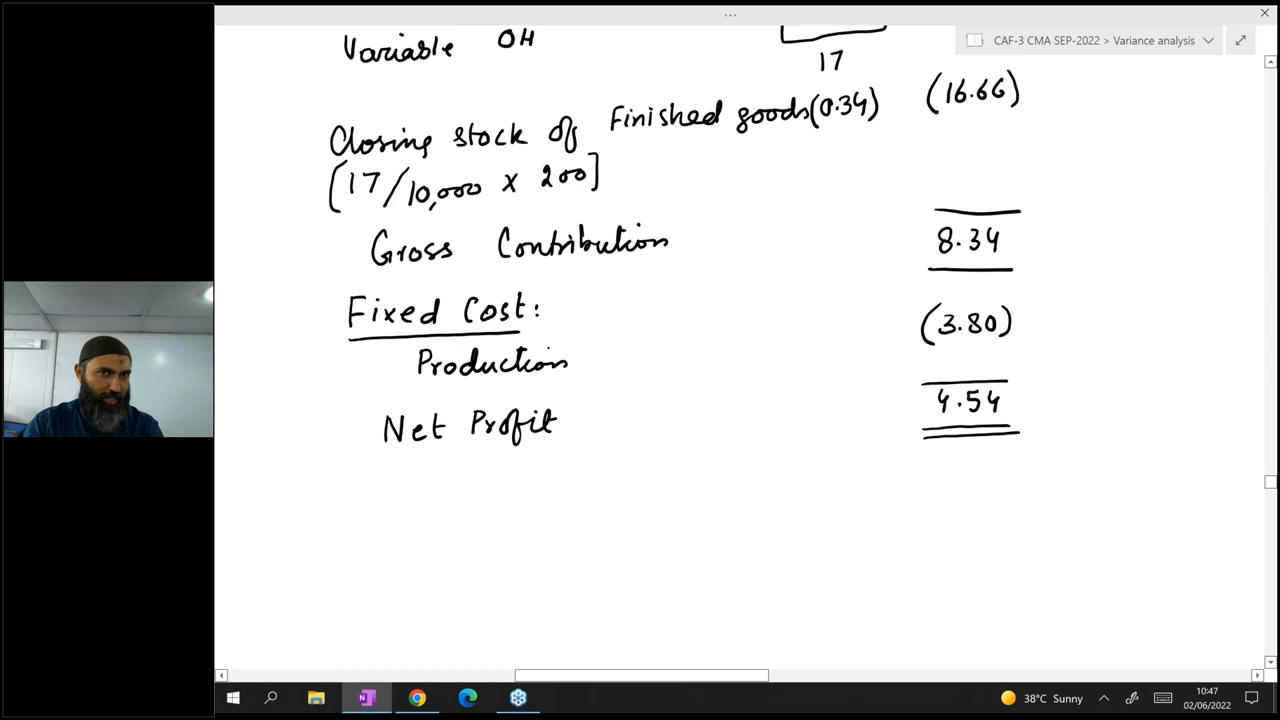 CAF-3 CMA SEP-2022 > Variance analysis
Variable OH
17
Closing stock of Finished goods (0.34) (16.66)
[17/10,000 x 200]
Gross Contribution 8.34
Fixed Cost:
(3.80)
Production
Net Profit 4.54
38°C Sunny
10:47
02/06/2022